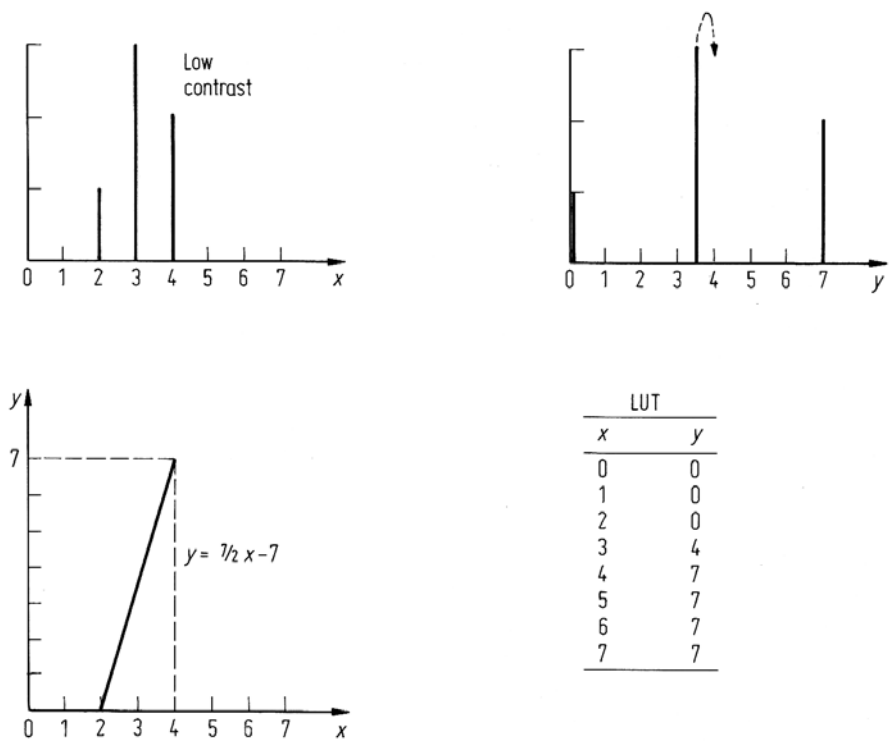 Low
contrast
0 1 2 3 4 5 6 7 x
0 1 2 3 4 5 6 7 y
y
7
y = 7/2 x – 7
0 1 2 3 4 5 6 7 x
LUT
x y
0 0
1 0
2 0
3 4
4 7
5 7
6 7
7 7